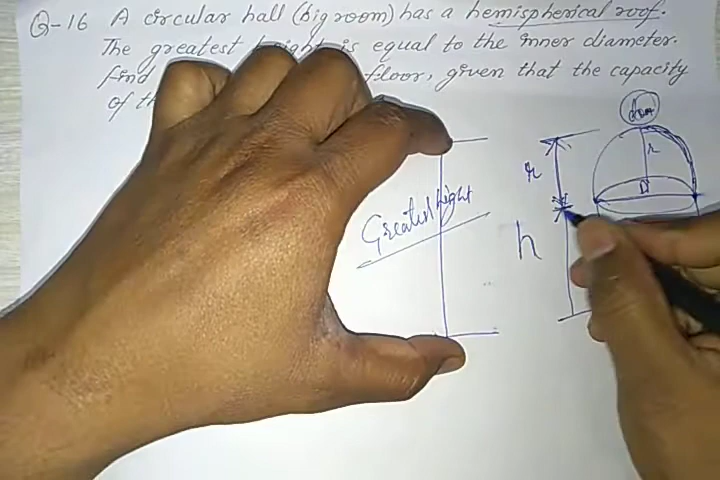 Q-16 A circular hall (big room) has a hemispherical roof.
The greatest is equal to the inner diameter.
find floor, given that the capacity
of
r
r
h
Greatest hight